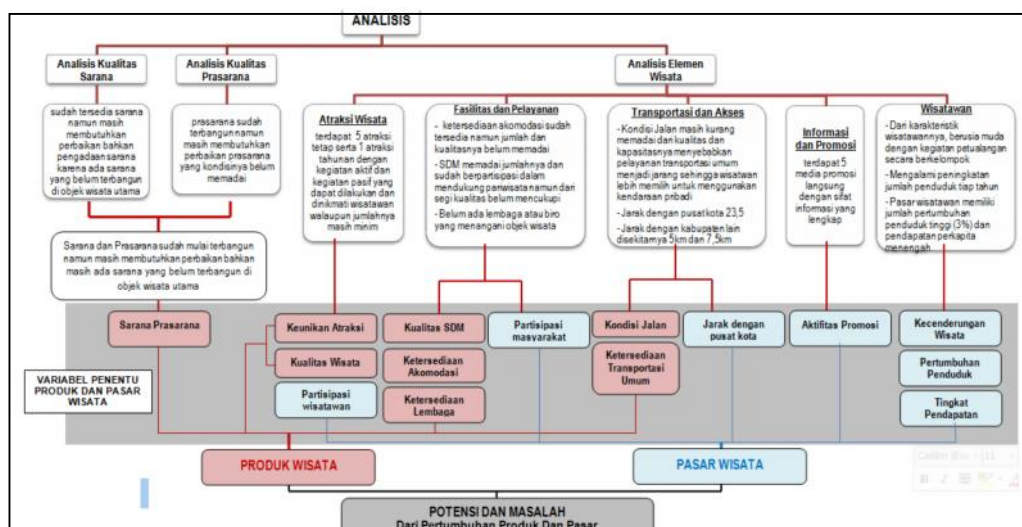 ANALISIS
Analisis Kualitas
Sarana
Analisis Kualitas
Prasarana
Analisis Elemen
Wisata
sudah tersedia sarana
namun masih
membutuhkan
perbaikan bahkan
pengadaan sarana
karena ada sarana
yang belum terbangun
di objek wisata utama
prasarana sudah
terbangun namun
masih membutuhkan
perbaikan prasarana
yang kondisinya belum
memadai
Atraksi Wisata
terdapat 5 atraksi
tetap serta 1 atraksi
tahunan dengan
kegiatan aktif dan
kegiatan pasif yang
dapat dilakukan dan
dinikmati wisatawan
walaupun jumlahnya
masih minim
Fasilitas dan Pelayanan
- ketersediaan akomodasi sudah
tersedia namun jumlah dan
kualitasnya belum memadai
- SDM memadai jumlahnya dan
sudah berpartisipasi dalam
mendukung pariwisata namun dari
segi kualitas belum mencukupi
- Belum ada lembaga atau biro
yang menangani objek wisata
Transportasi dan Akses
- Kondisi Jalan masih kurang
memadai dan kualitas dan
kapasitasnya menyebabkan
pelayanan transportasi umum
menjadi jarang sehingga wisatwan
lebih memilih untuk menggunakan
kendaraan pribadi
- Jarak dengan pusat kota 23,5
- Jarak dengan kabupaten lain
disekitarnya 5km dan 7,5km
Informasi
dan Promosi
terdapat 5
media promosi
langsung
dengan sifat
informasi yang
lengkap
Wisatawan
- Dari karakteristik
wisatawannya, berusia muda
dengan kegiatan petualangan
secara berkelompok
- Mengalami peningkatan
jumlah penduduk tiap tahun
- Pasar wisatawan memiliki
jumlah pertumbuhan
penduduk tinggi (3%) dan
pendapatan perkapita
menengah
Sarana dan Prasarana sudah mulai terbangun
namun masih membutuhkan perbaikan bahkan
masih ada sarana yang belum terbangun di
objek wisata utama
Sarana Prasarana
Keunikan Atraksi
Kualitas Wisata
Partisipasi
wisatawan
Kualitas SDM
Ketersediaan
Akomodasi
Ketersediaan
Lembaga
Partisipasi
masyarakat
Kondisi Jalan
Ketersediaan
Transportasi
Umum
Jarak dengan
pusat kota
Aktifitas Promosi
Kecenderungan
Wisata
Pertumbuhan
Penduduk
Tingkat
Pendapatan
VARIABEL PENENTU
PRODUK DAN PASAR
WISATA
PRODUK WISATA
PASAR WISATA
POTENSI DAN MASALAH
Dari Pertumbuhan Produk Dan Pasar